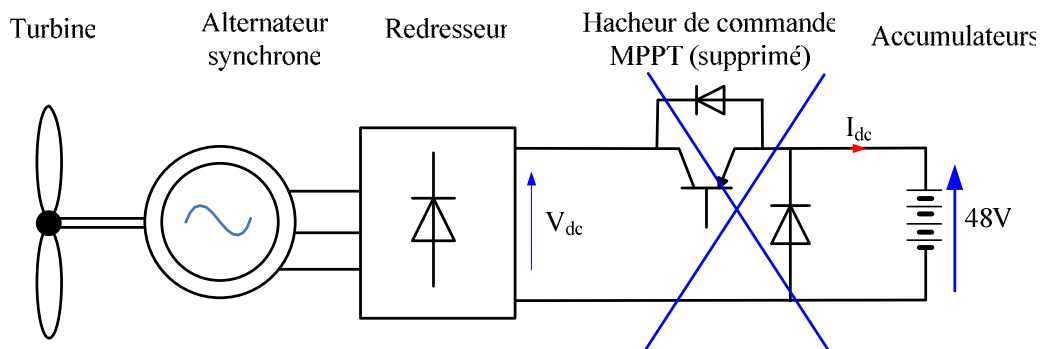 Turbine
Alternateur
synchrone
Redresseur
Hacheur de commande
MPPT (supprimé)
Accumulateurs
Idc
Vdc
48V